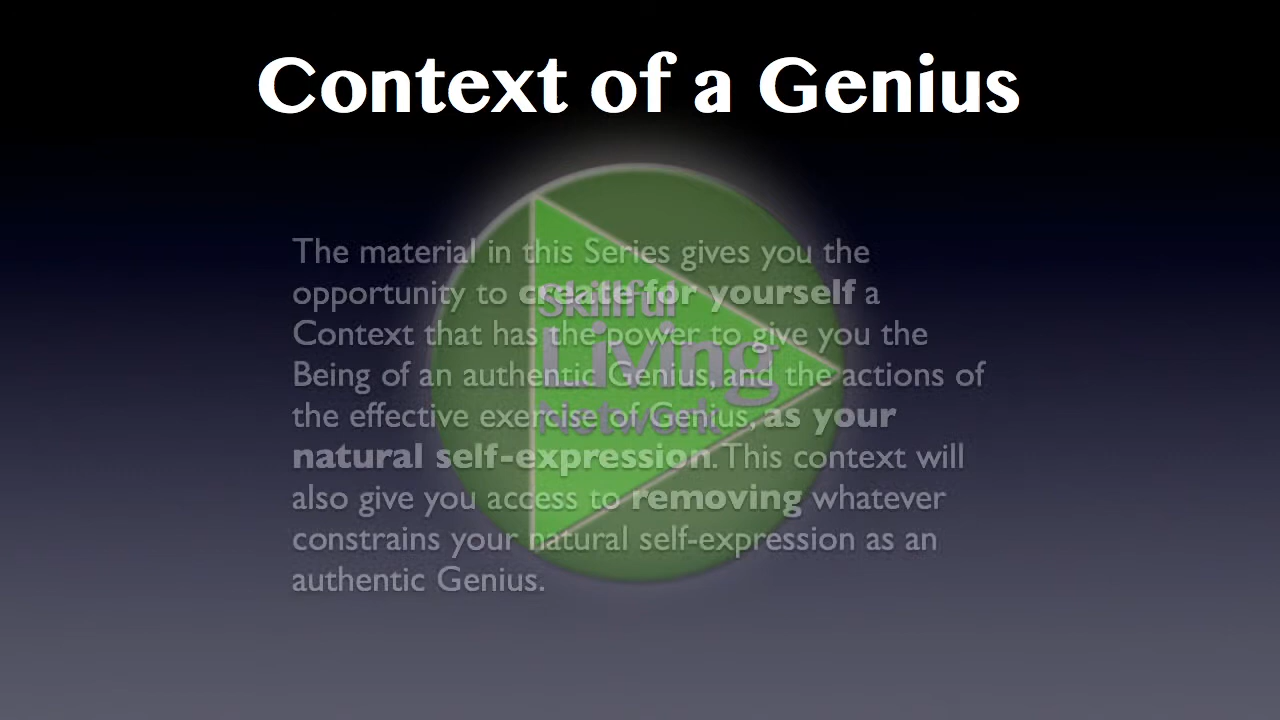 Context of a Genius
The material in this Series gives you the
opportunity to create for yourself a
Context that has the power to give you the
Being of an authentic Genius, and the actions of
the effective exercise of Genius, as your
natural self-expression. This context will
also give you access to removing whatever
constrains your natural self-expression as an
authentic Genius.
Skillful
Living
Network